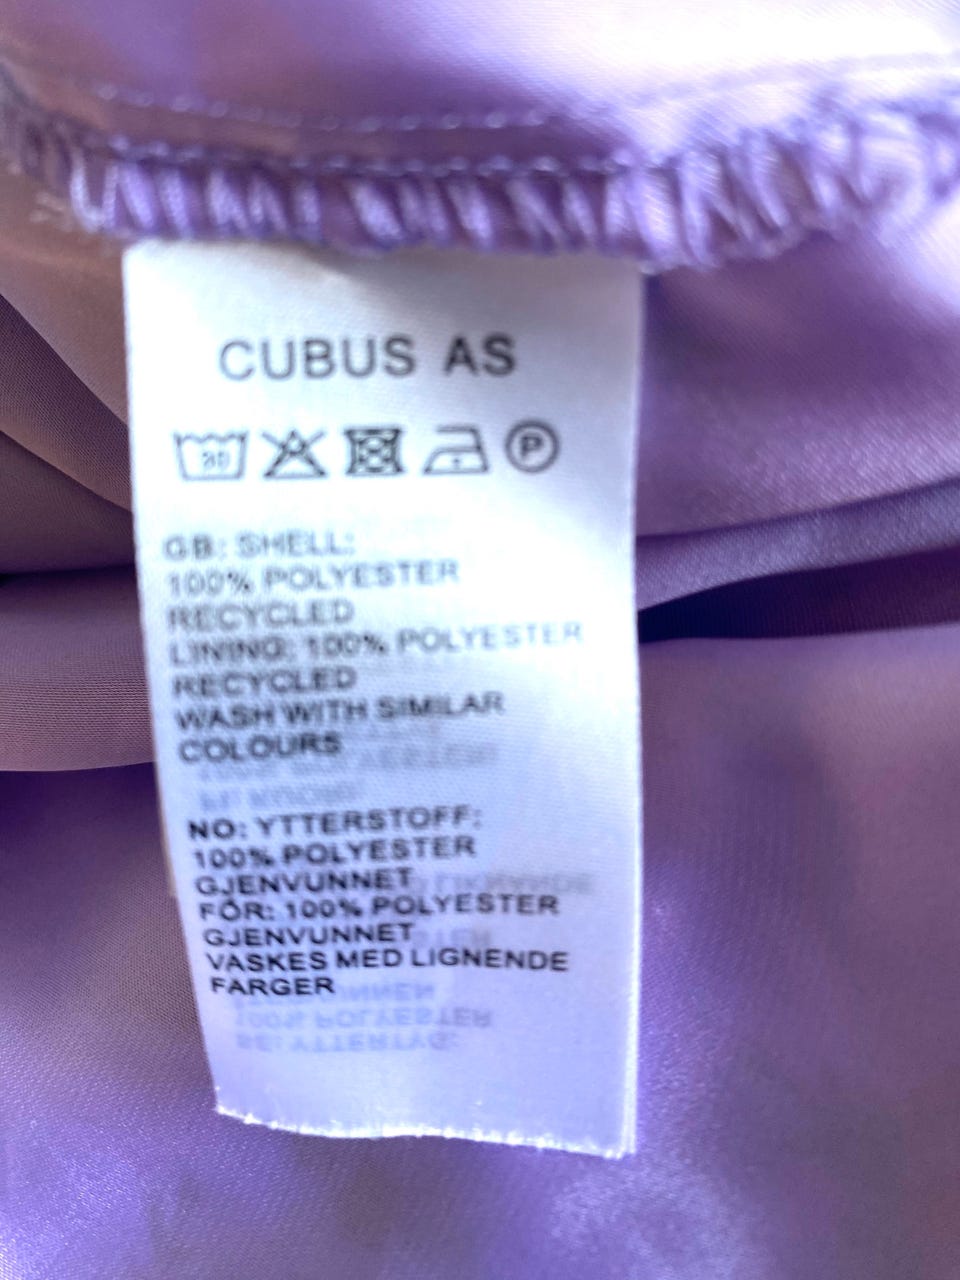 CUBUS AS
30
P
GB: SHELL:
100% POLYESTER
RECYCLED
LINING: 100% POLYESTER
RECYCLED
WASH WITH SIMILAR
COLOURS
NO: YTTERSTOFF:
100% POLYESTER
GJENVUNNET
FÓR: 100% POLYESTER
GJENVUNNET
VASKES MED LIGNENDE
FARGER